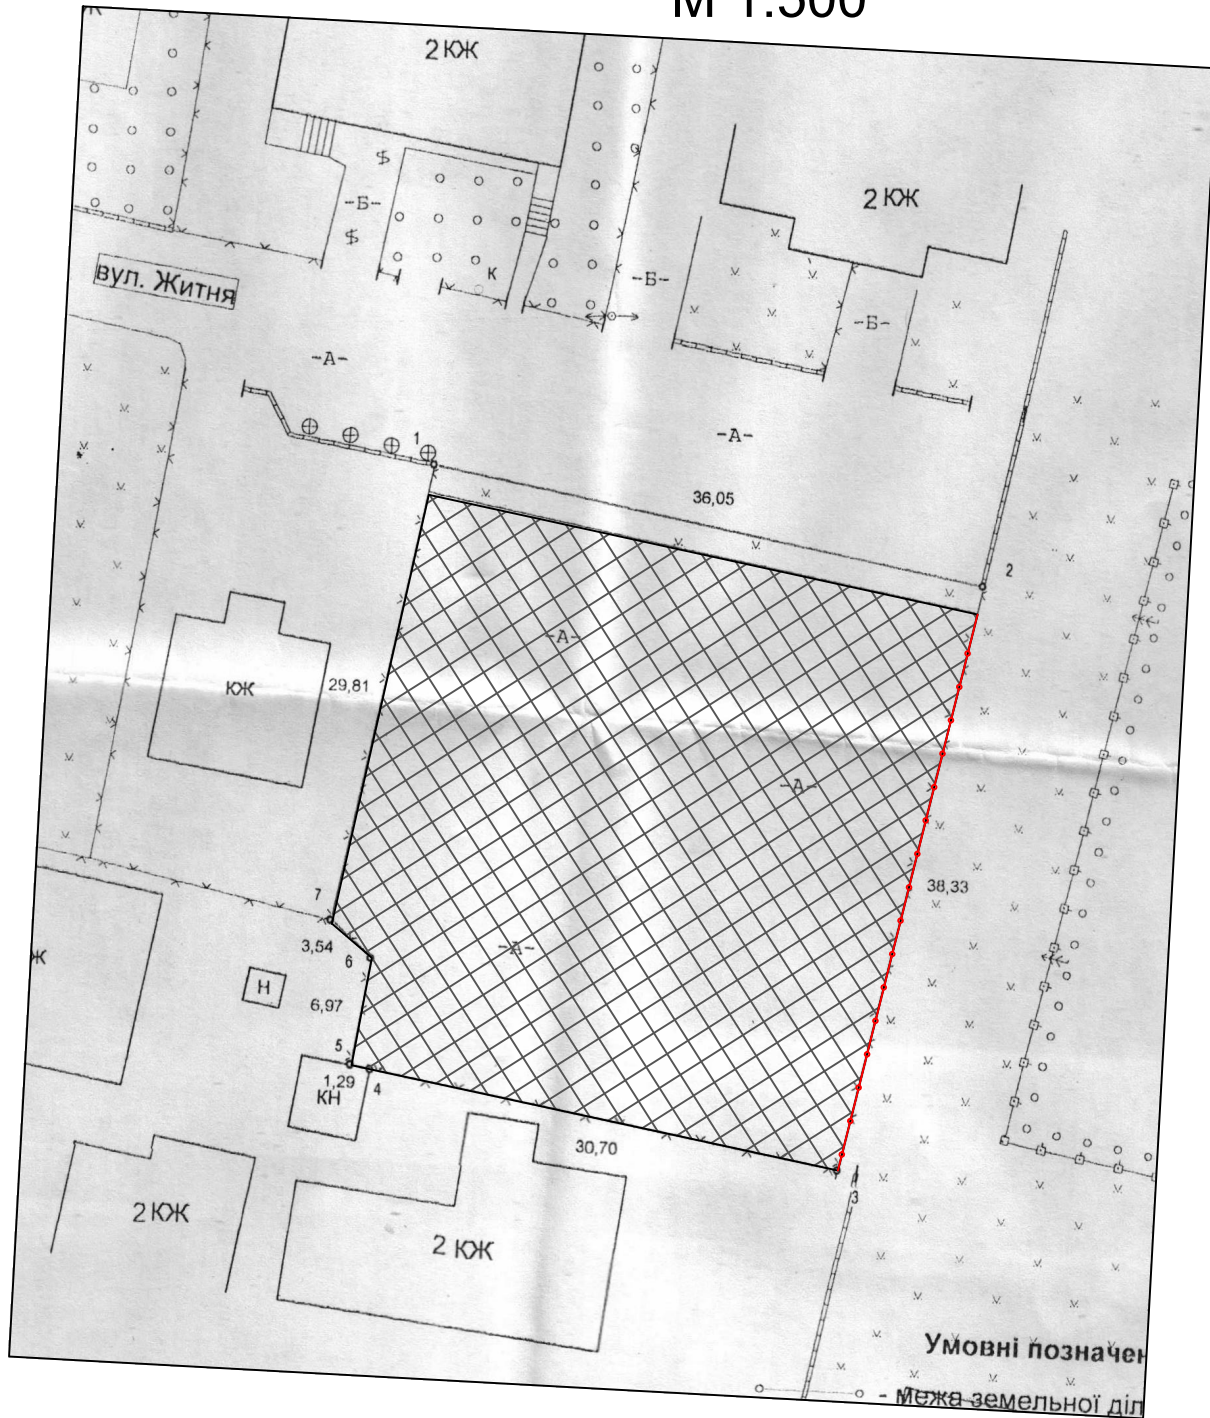 М 1:500
2 КЖ
-Б-
К
2 КЖ
-Б-
-Б-
вул. Житня
-А-
-А-
1
36,05
2
-А-
КЖ
29,81
-А-
38,33
7
3,54
6
-А-
Ж
Н
6,97
5
1,29
4
КН
30,70
3
2 КЖ
2 КЖ
Умовні позначен
- межа земельної діл